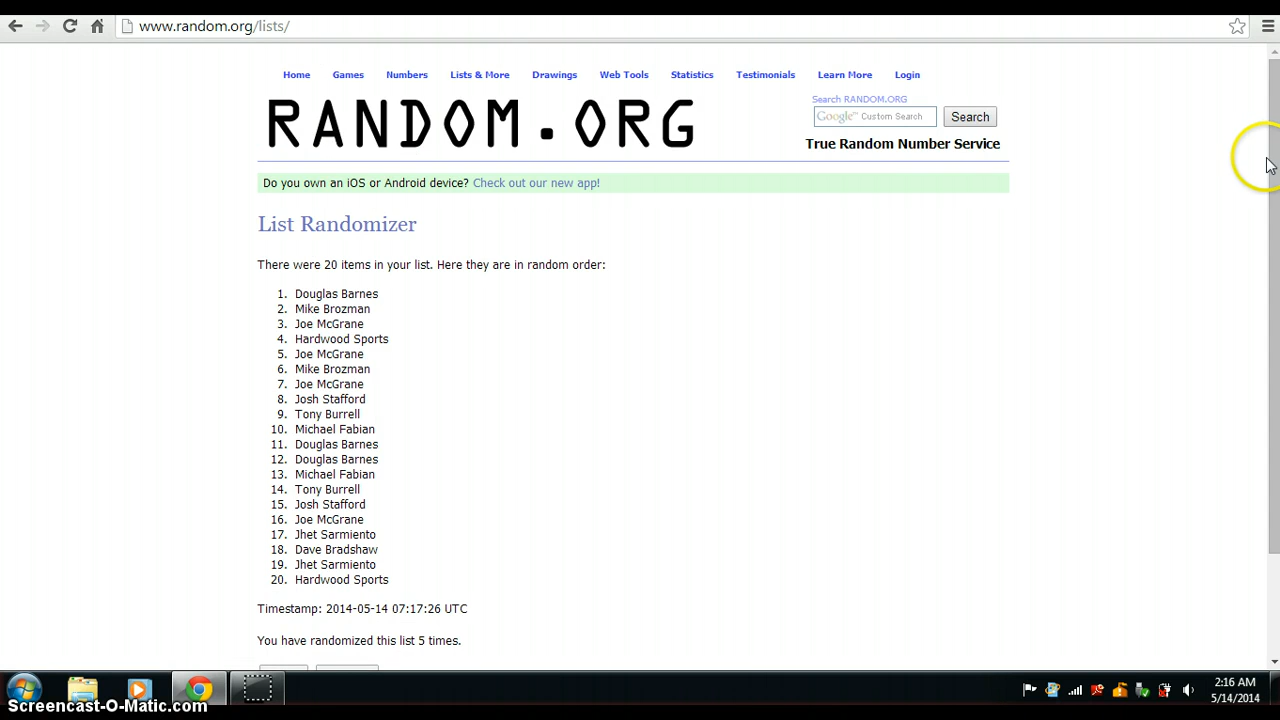 www.random.org/lists/
Home Games Numbers Lists & More Drawings Web Tools Statistics Testimonials Learn More Login
RANDOM.ORG
Search RANDOM.ORG
Google™ Custom Search Search
True Random Number Service
Do you own an iOS or Android device? Check out our new app!
List Randomizer
There were 20 items in your list. Here they are in random order:
1. Douglas Barnes
2. Mike Brozman
3. Joe McGrane
4. Hardwood Sports
5. Joe McGrane
6. Mike Brozman
7. Joe McGrane
8. Josh Stafford
9. Tony Burrell
10. Michael Fabian
11. Douglas Barnes
12. Douglas Barnes
13. Michael Fabian
14. Tony Burrell
15. Josh Stafford
16. Joe McGrane
17. Jhet Sarmiento
18. Dave Bradshaw
19. Jhet Sarmiento
20. Hardwood Sports
Timestamp: 2014-05-14 07:17:26 UTC
You have randomized this list 5 times.
2:16 AM
5/14/2014
Screencast-O-Matic.com